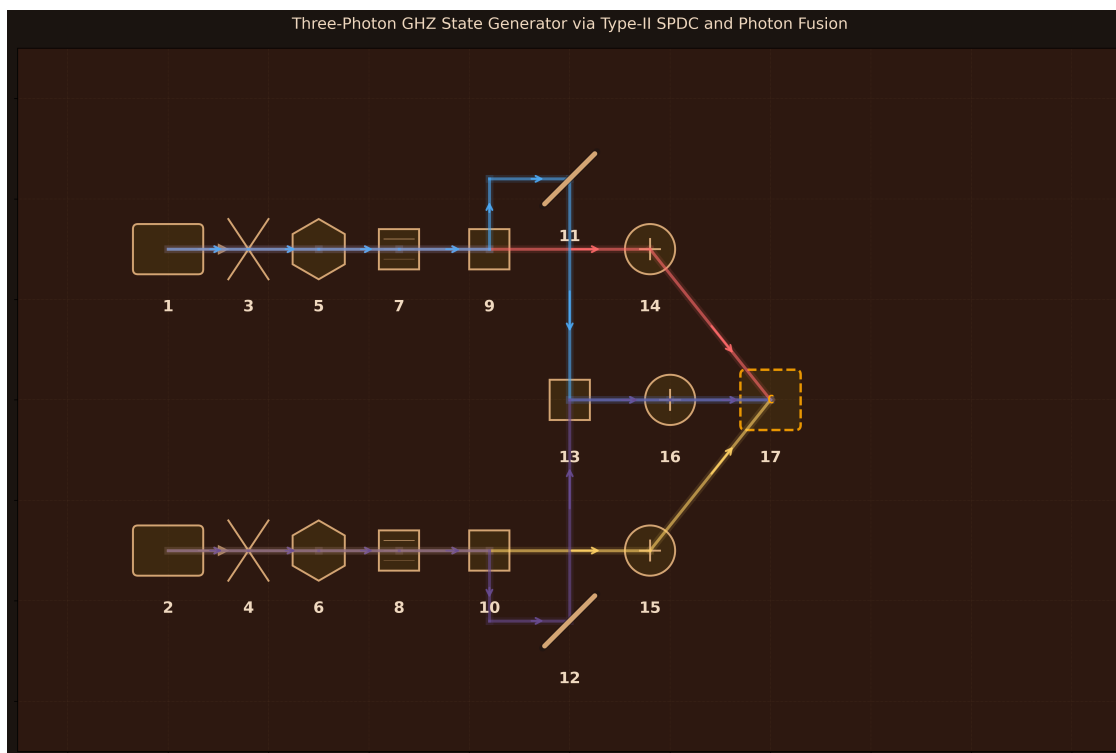 Three-Photon GHZ State Generator via Type-II SPDC and Photon Fusion
11
1 3 5 7 9 14
13 16 17
2 4 6 8 10 15
12